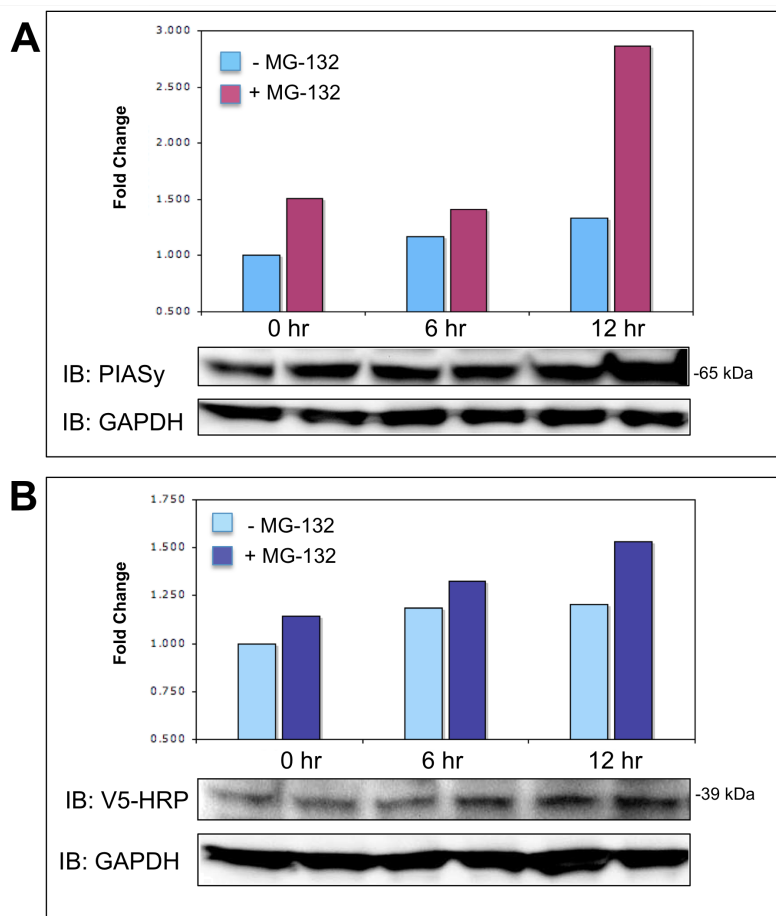 A
3.000
2.500
2.000
1.500
1.000
0.500
Fold Change
- MG-132
+ MG-132
0 hr 6 hr 12 hr
IB: PIASy
-65 kDa
IB: GAPDH
B
1.750
1.500
1.250
1.000
0.750
0.500
Fold Change
- MG-132
+ MG-132
0 hr 6 hr 12 hr
IB: V5-HRP
-39 kDa
IB: GAPDH